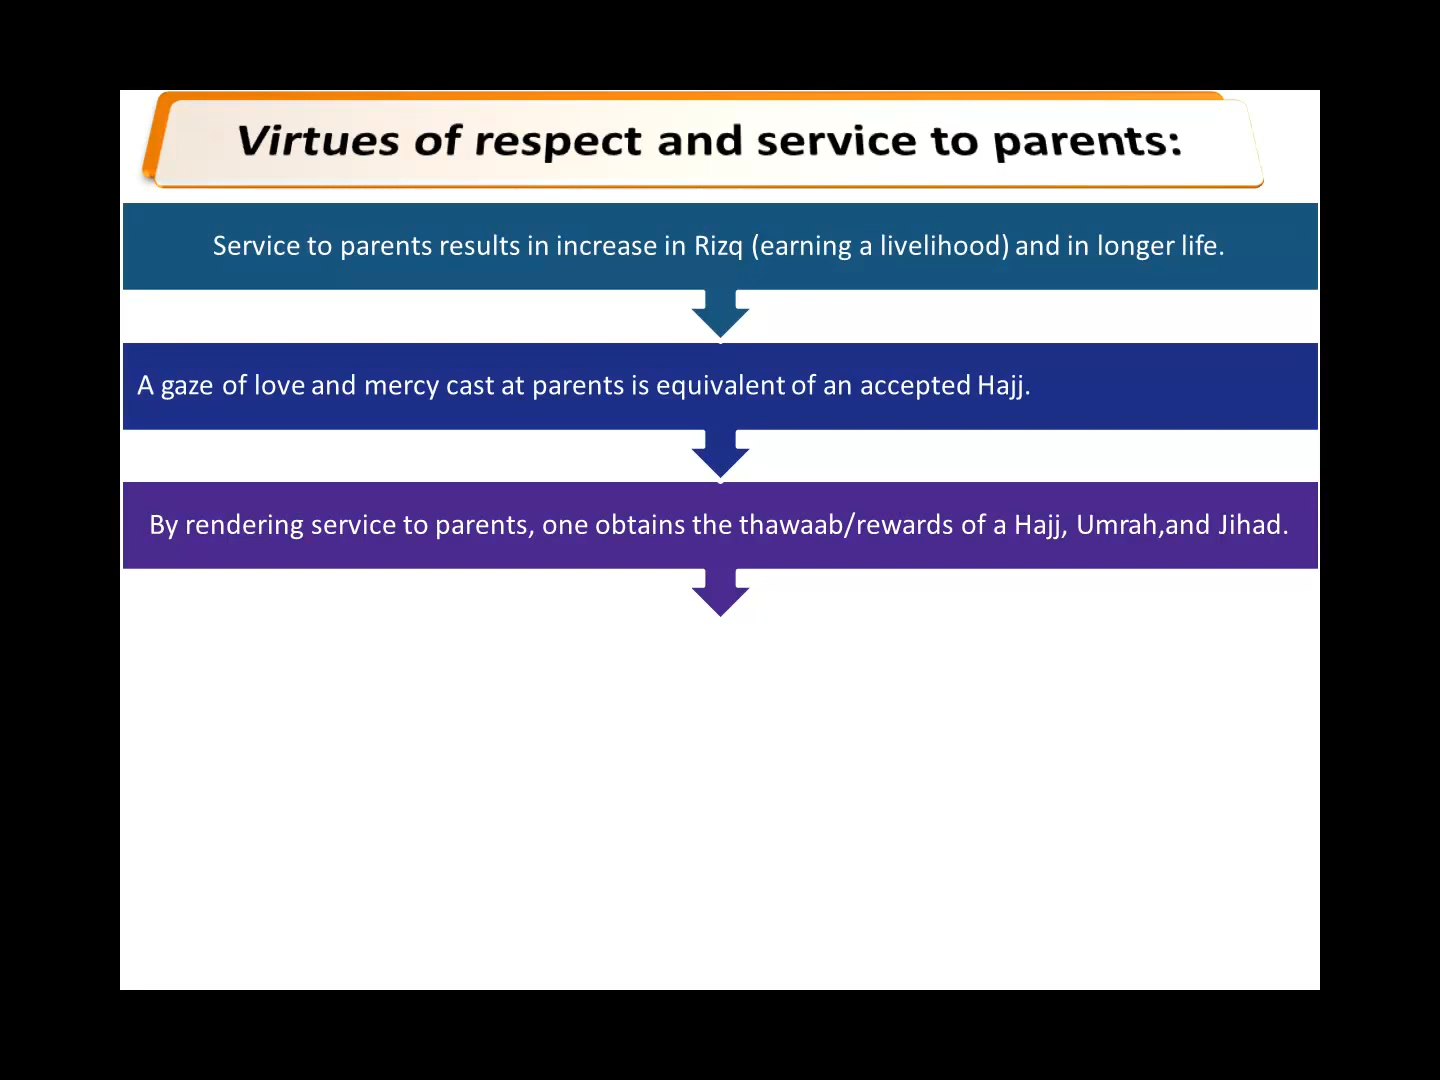 Virtues of respect and service to parents:
Service to parents results in increase in Rizq (earning a livelihood) and in longer life.
A gaze of love and mercy cast at parents is equivalent of an accepted Hajj.
By rendering service to parents, one obtains the thawaab/rewards of a Hajj, Umrah,and Jihad.